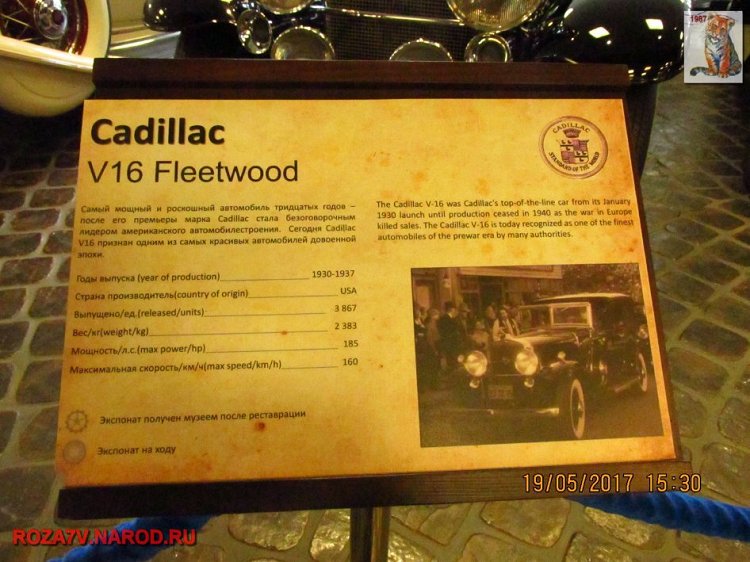 1987
Cadillac
V16 Fleetwood
CADILLAC
STANDARD OF THE WORLD
Самый мощный и роскошный автомобиль тридцатых годов –
после его премьеры марка Cadillac стала безоговорочным
лидером американского автомобилестроения. Сегодня Cadillac
V16 признан одним из самых красивых автомобилей довоенной
эпохи.
The Cadillac V-16 was Cadillac's top-of-the-line car from its January
1930 launch until production ceased in 1940 as the war in Europe
killed sales. The Cadillac V-16 is today recognized as one of the finest
automobiles of the prewar era by many authorities.
Годы выпуска (year of production) 1930-1937
Страна производитель(country of origin) USA
Выпущено/ед.(released/units) 3 867
Вес/кг(weight/kg) 2 383
Мощность/л.с.(max power/hp) 185
Максимальная скорость/км/ч(max speed/km/h) 160
Экспонат получен музеем после реставрации
Экспонат на ходу
19/05/2017 15:30
ROZA7V.NAROD.RU